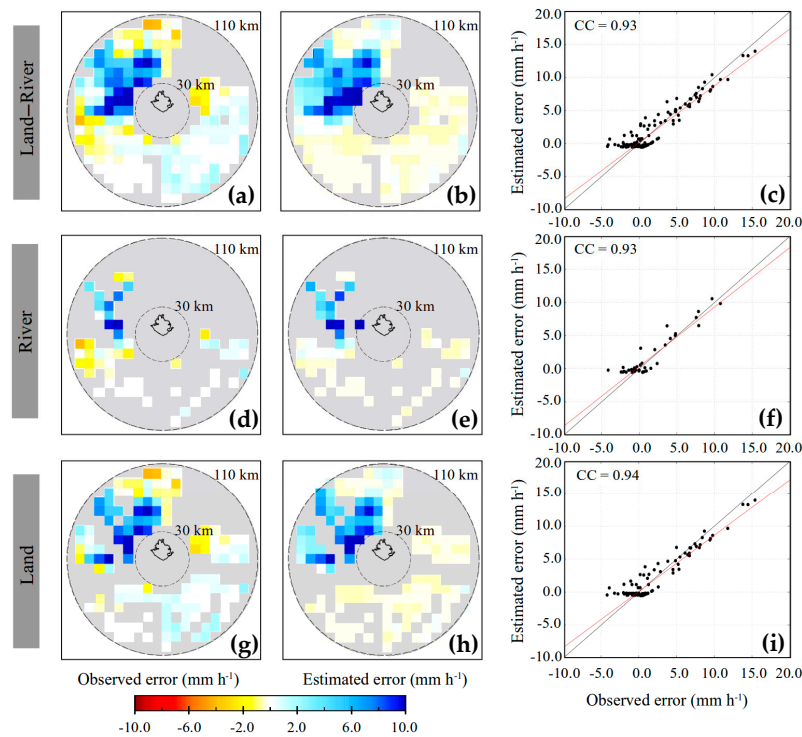 Land–River
110 km
30 km
(a)
110 km
30 km
(b)
CC = 0.93
Estimated error (mm h-1)
20.0
15.0
10.0
5.0
0.0
-5.0
-10.0
-10.0 -5.0 0.0 5.0 10.0 15.0 20.0
(c)
River
110 km
30 km
(d)
110 km
30 km
(e)
CC = 0.93
Estimated error (mm h-1)
20.0
15.0
10.0
5.0
0.0
-5.0
-10.0
-10.0 -5.0 0.0 5.0 10.0 15.0 20.0
(f)
Land
110 km
30 km
(g)
110 km
30 km
(h)
CC = 0.94
Estimated error (mm h-1)
20.0
15.0
10.0
5.0
0.0
-5.0
-10.0
-10.0 -5.0 0.0 5.0 10.0 15.0 20.0
(i)
Observed error (mm h-1)
Observed error (mm h-1) Estimated error (mm h-1)
-10.0 -6.0 -2.0 2.0 6.0 10.0